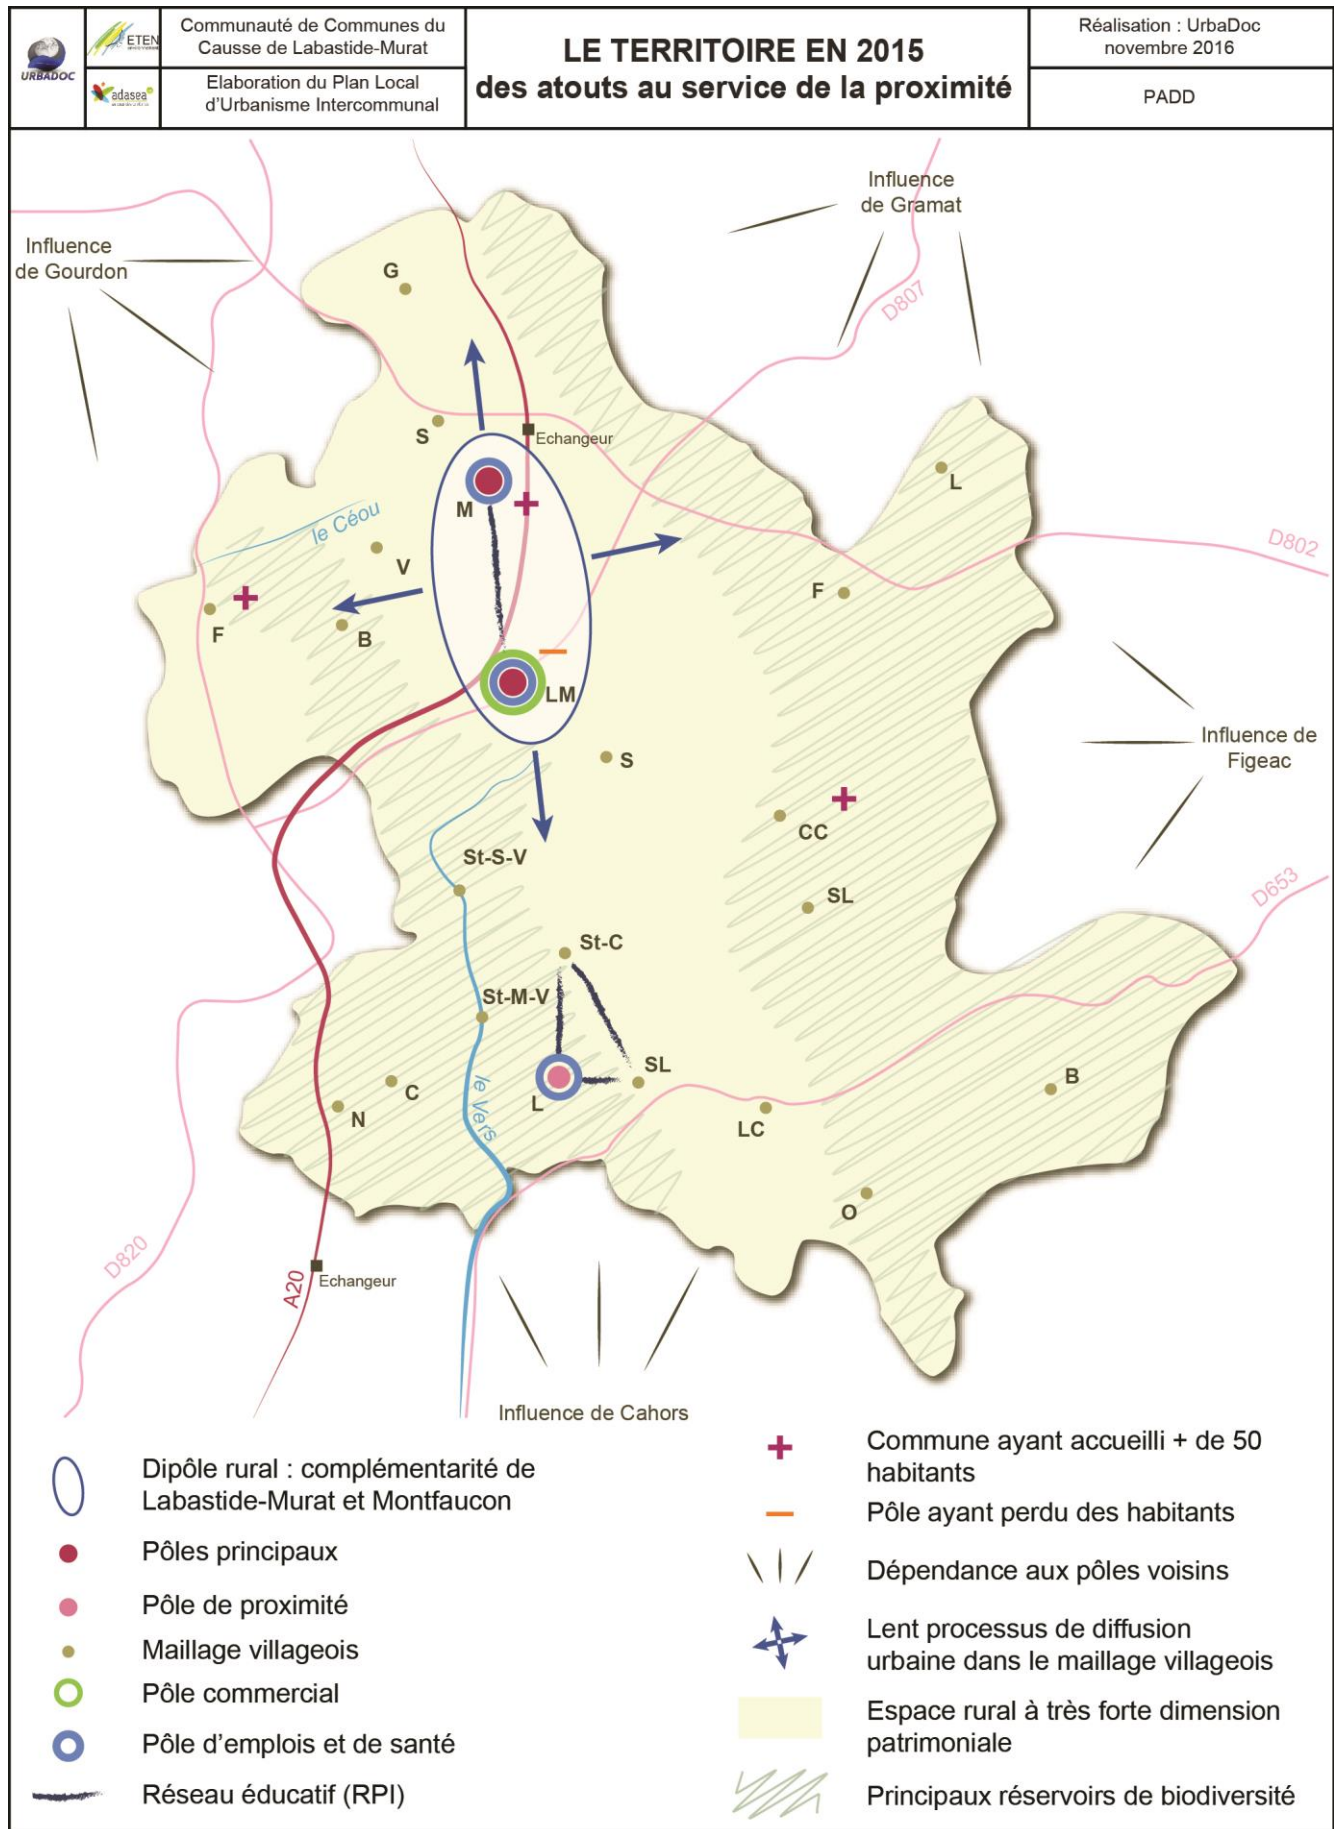 URBADOC
ETEN
environnement
adasea
Communauté de Communes du
Causse de Labastide-Murat
Elaboration du Plan Local
d'Urbanisme Intercommunal
LE TERRITOIRE EN 2015
des atouts au service de la proximité
Réalisation : UrbaDoc
novembre 2016
PADD
Influence
de Gramat
Influence
de Gourdon
G
D807
S
Echangeur
L
M
le Céou
D802
V
F
F
B
LM
S
Influence de
Figeac
CC
St-S-V
D653
SL
St-C
St-M-V
SL
B
C
le Vers
L
N
LC
O
D820
A20
Echangeur
Influence de Cahors
Dipôle rural : complémentarité de
Labastide-Murat et Montfaucon
Pôles principaux
Pôle de proximité
Maillage villageois
Pôle commercial
Pôle d'emplois et de santé
Réseau éducatif (RPI)
Commune ayant accueilli + de 50
habitants
Pôle ayant perdu des habitants
Dépendance aux pôles voisins
Lent processus de diffusion
urbaine dans le maillage villageois
Espace rural à très forte dimension
patrimoniale
Principaux réservoirs de biodiversité